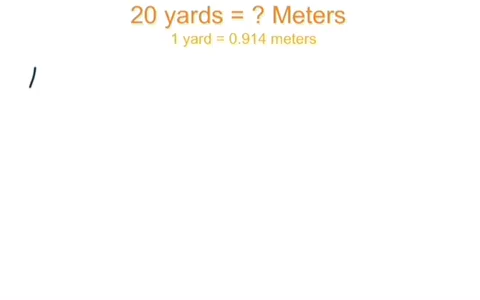 20 yards = ? Meters
1 yard = 0.914 meters